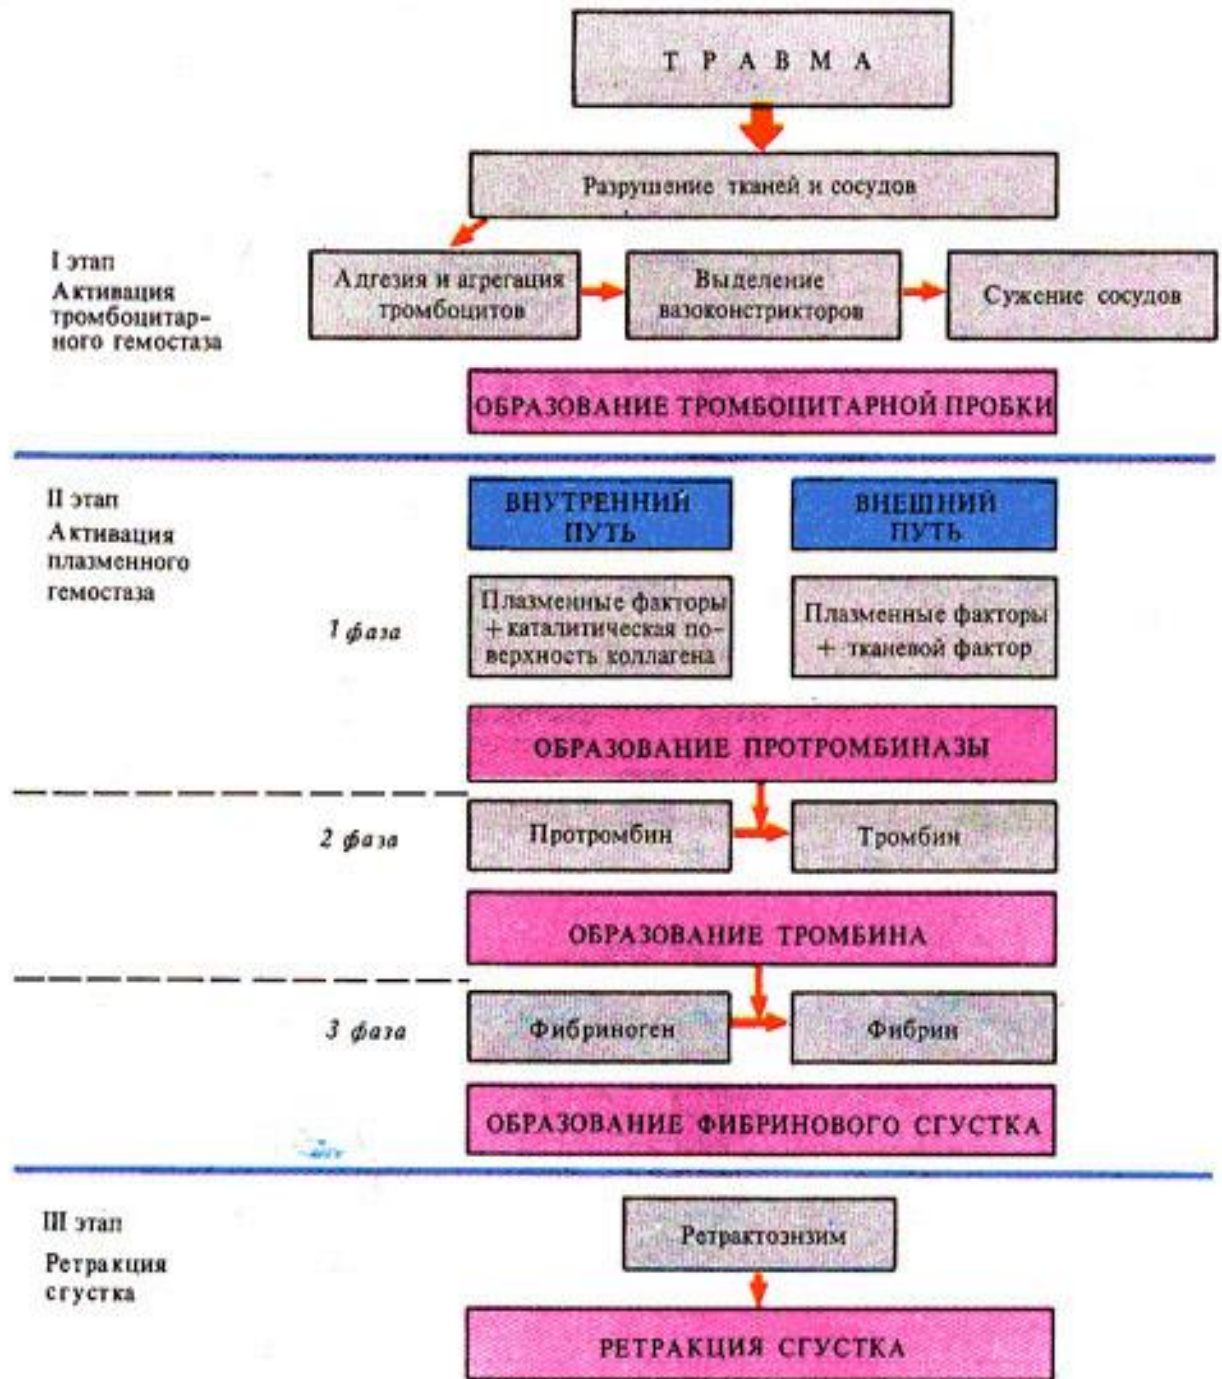 ТРАВМА
Разрушение тканей и сосудов
I этап
Активация
тромбоцитар-
ного гемостаза
Адгезия и агрегация
тромбоцитов
Выделение
вазоконстрикторов
Сужение сосудов
ОБРАЗОВАНИЕ ТРОМБОЦИТАРНОЙ ПРОБКИ
II этап
Активация
плазменного
гемостаза
ВНУТРЕННИЙ
ПУТЬ
ВНЕШНИЙ
ПУТЬ
1 фаза
Плазменные факторы
+ каталитическая по-
верхность коллагена
Плазменные факторы
+ тканевой фактор
ОБРАЗОВАНИЕ ПРОТРОМБИНАЗЫ
2 фаза
Протромбин
Тромбин
ОБРАЗОВАНИЕ ТРОМБИНА
3 фаза
Фибриноген
Фибрин
ОБРАЗОВАНИЕ ФИБРИНОВОГО СГУСТКА
III этап
Ретракция
сгустка
Ретрактоэнзим
РЕТРАКЦИЯ СГУСТКА